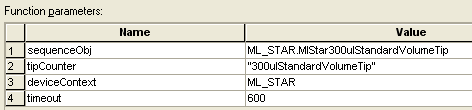 Function parameters:
Name Value
1 sequenceObj ML_STAR.MlStar300ulStandardVolumeTip
2 tipCounter "300ulStandardVolumeTip"
3 deviceContext ML_STAR
4 timeout 600